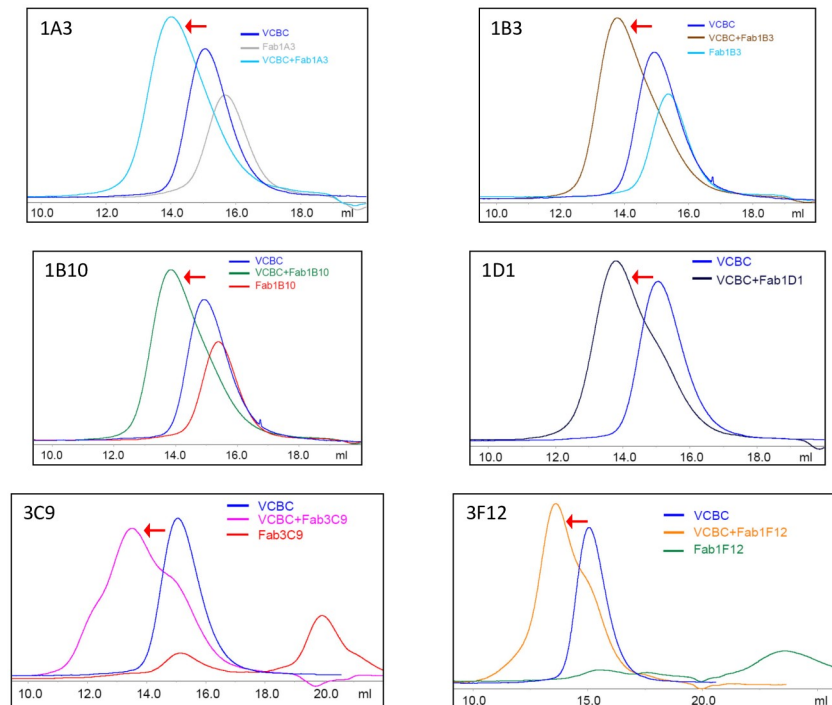 1A3
VCBC
Fab1A3
VCBC+Fab1A3
10.0 12.0 14.0 16.0 18.0 ml
1B3
VCBC
VCBC+Fab1B3
Fab1B3
10.0 12.0 14.0 16.0 18.0 ml
1B10
VCBC
VCBC+Fab1B10
Fab1B10
10.0 12.0 14.0 16.0 18.0 ml
1D1
VCBC
VCBC+Fab1D1
10.0 12.0 14.0 16.0 18.0 ml
3C9
VCBC
VCBC+Fab3C9
Fab3C9
10.0 12.0 14.0 16.0 18.0 20.0 ml
3F12
VCBC
VCBC+Fab1F12
Fab1F12
10.0 15.0 20.0 ml